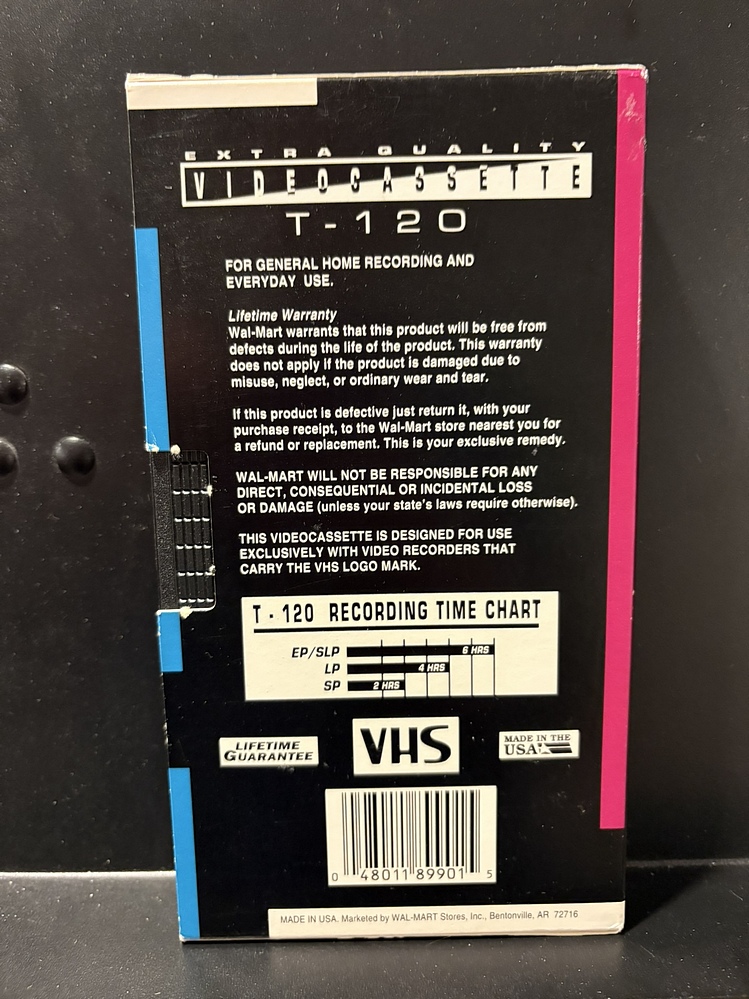 EXTRA QUALITY
VIDEOCASSETTE
T-120
FOR GENERAL HOME RECORDING AND
EVERYDAY USE.
Lifetime Warranty
Wal-Mart warrants that this product will be free from
defects during the life of the product. This warranty
does not apply if the product is damaged due to
misuse, neglect, or ordinary wear and tear.
If this product is defective just return it, with your
purchase receipt, to the Wal-Mart store nearest you for
a refund or replacement. This is your exclusive remedy.
WAL-MART WILL NOT BE RESPONSIBLE FOR ANY
DIRECT, CONSEQUENTIAL OR INCIDENTAL LOSS
OR DAMAGE (unless your state's laws require otherwise).
THIS VIDEOCASSETTE IS DESIGNED FOR USE
EXCLUSIVELY WITH VIDEO RECORDERS THAT
CARRY THE VHS LOGO MARK.
T-120 RECORDING TIME CHART
EP/SLP 6 HRS
LP 4 HRS
SP 2 HRS
LIFETIME
GUARANTEE
VHS
MADE IN THE
USA
0 48011 89901 5
MADE IN USA. Marketed by WAL-MART Stores, Inc., Bentonville, AR 72716